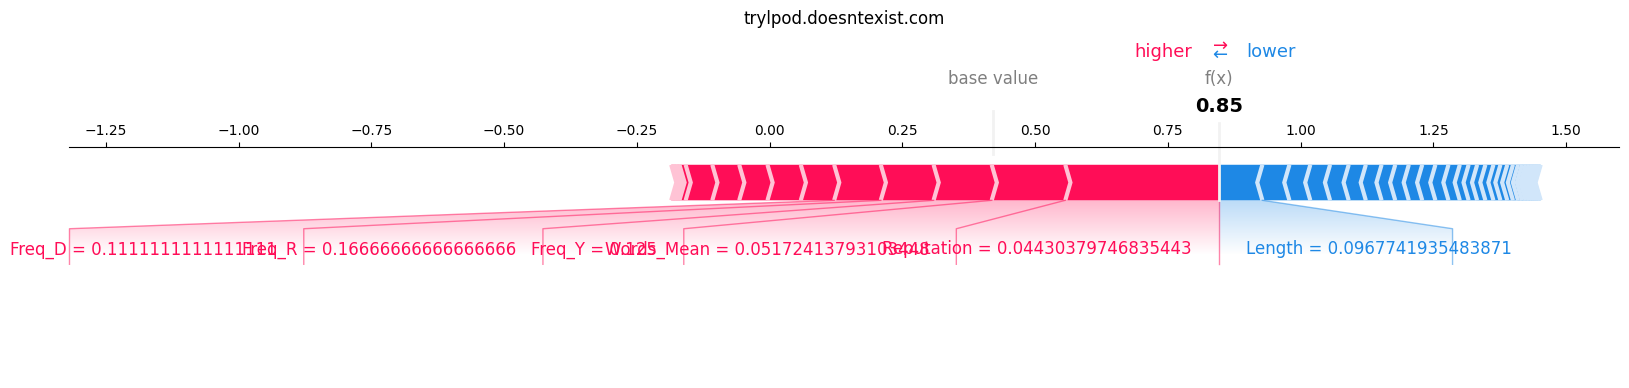 trylpod.doesntexist.com
higher → ← lower
base value f(x)
0.85
−1.25 −1.00 −0.75 −0.50 −0.25 0.00 0.25 0.50 0.75 1.00 1.25 1.50
Freq_D = 0.1111111111111111 Freq_R = 0.16666666666666666 Freq_Y = 0.125 Words_Mean = 0.05172413793103448 Reputation = 0.04430379746835443 Length = 0.0967741935483871